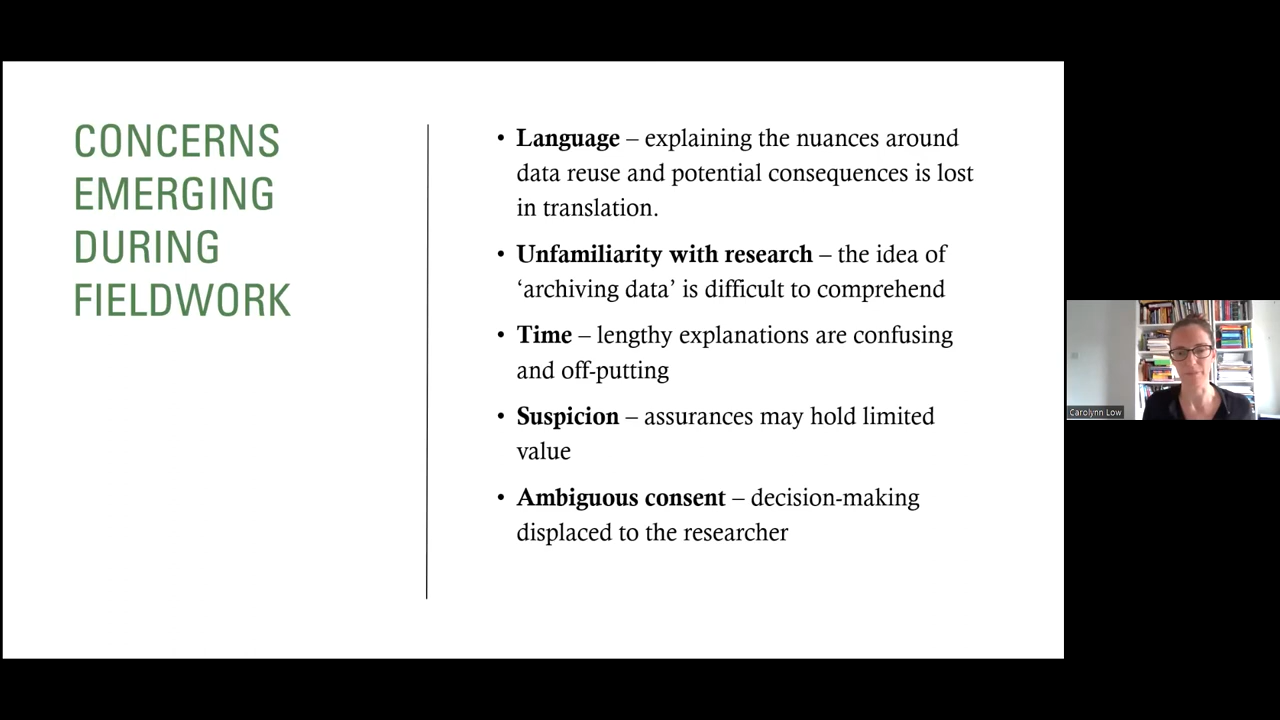 CONCERNS
EMERGING
DURING
FIELDWORK
• Language – explaining the nuances around
data reuse and potential consequences is lost
in translation.
• Unfamiliarity with research – the idea of
‘archiving data’ is difficult to comprehend
• Time – lengthy explanations are confusing
and off-putting
• Suspicion – assurances may hold limited
value
• Ambiguous consent – decision-making
displaced to the researcher
Carolynn Low